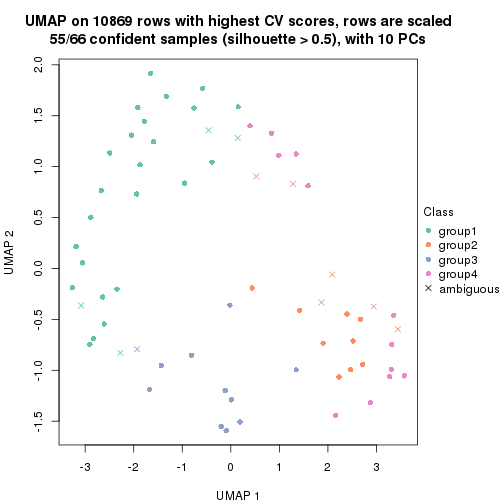 UMAP on 10869 rows with highest CV scores, rows are scaled
55/66 confident samples (silhouette > 0.5), with 10 PCs
2.0
1.5
1.0
0.5
0.0
-0.5
-1.0
-1.5
UMAP 2
-3 -2 -1 0 1 2 3
UMAP 1
Class
group1
group2
group3
group4
ambiguous